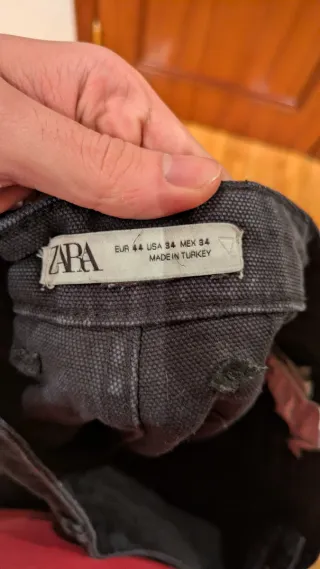 ZARA
EUR 44 USA 34 MEX 34
MADE IN TURKEY